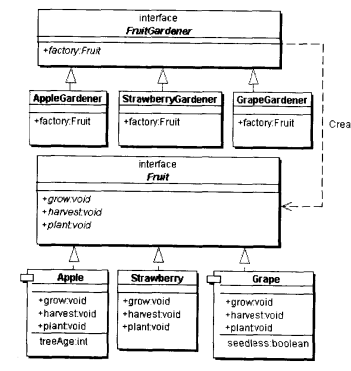 interface
FruitGardener
+factory:Fruit
AppleGardener
+factory:Fruit
StrawberryGardener
+factory:Fruit
GrapeGardener
+factory:Fruit
Crea
interface
Fruit
+grow:void
+harvest:void
+plant:void
Apple
+grow:void
+harvest:void
+plant:void
treeAge:int
Strawberry
+grow:void
+harvest:void
+plant:void
Grape
+grow:void
+harvest:void
+plant:void
seedless:boolean